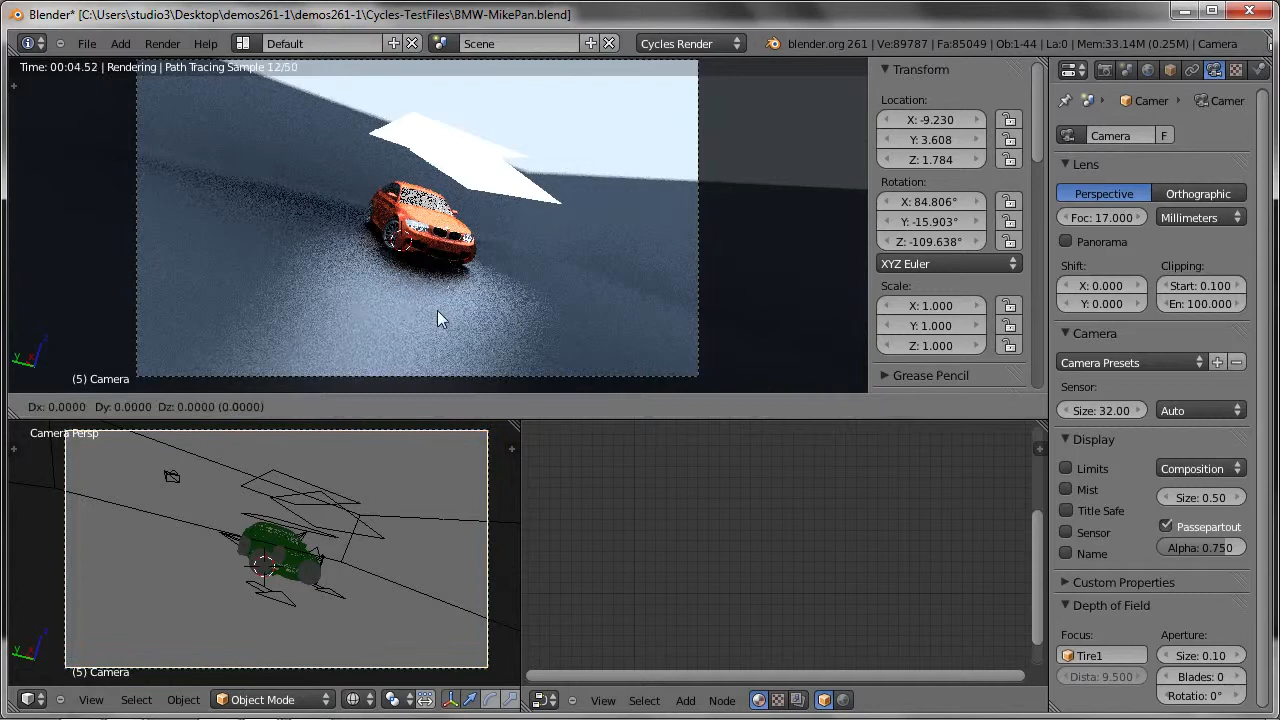 Blender* [C:\Users\studio3\Desktop\demos261-1\demos261-1\Cycles-TestFiles\BMW-MikePan.blend]
File Add Render Help Default Scene Cycles Render blender.org 261 | Ve:89787 | Fa:85049 | Ob:1-44 | La:0 | Mem:33.14M (0.25M) | Camera
Time: 00:04.52 | Rendering | Path Tracing Sample 12/50
(5) Camera
Dx: 0.0000 Dy: 0.0000 Dz: 0.0000 (0.0000)
Transform
Location:
X: -9.230
Y: 3.608
Z: 1.784
Rotation:
X: 84.806°
Y: -15.903°
Z: -109.638°
XYZ Euler
Scale:
X: 1.000
Y: 1.000
Z: 1.000
Grease Pencil
Camer Camer
Camera F
Lens
Perspective Orthographic
Foc: 17.000 Millimeters
Panorama
Shift: Clipping:
X: 0.000 Start: 0.100
Y: 0.000 En: 100.000
Camera
Camera Presets
Sensor:
Size: 32.00 Auto
Display
Limits Composition
Mist Size: 0.50
Title Safe
Sensor Passepartout
Name Alpha: 0.750
Custom Properties
Depth of Field
Focus: Aperture:
Tire1 Size: 0.10
Dista: 9.500 Blades: 0
Rotatio: 0°
Camera Persp
(5) Camera
View Select Object Object Mode
View Select Add Node